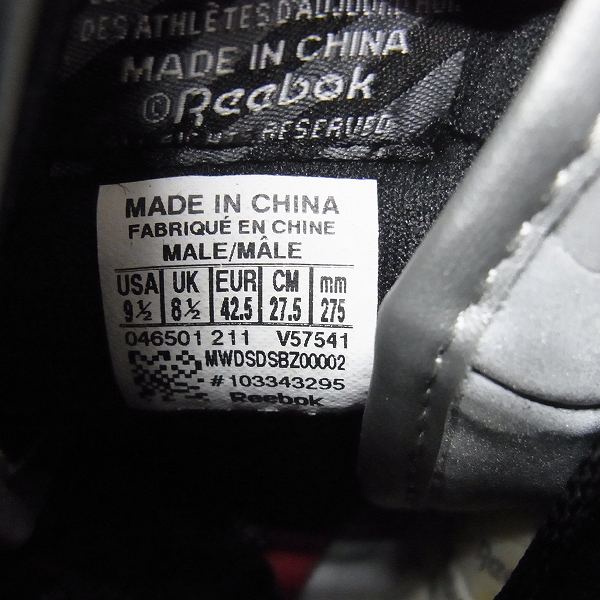 DES ATHLÈTES D'AUJOURD'HUI
MADE IN CHINA
©Reebok
RESERVED
MADE IN CHINA
FABRIQUÉ EN CHINE
MALE/MÂLE
USA UK EUR CM mm
9½ 8½ 42.5 27.5 275
046501 211 V57541
MWDSDSBZ00002
#103343295
Reebok